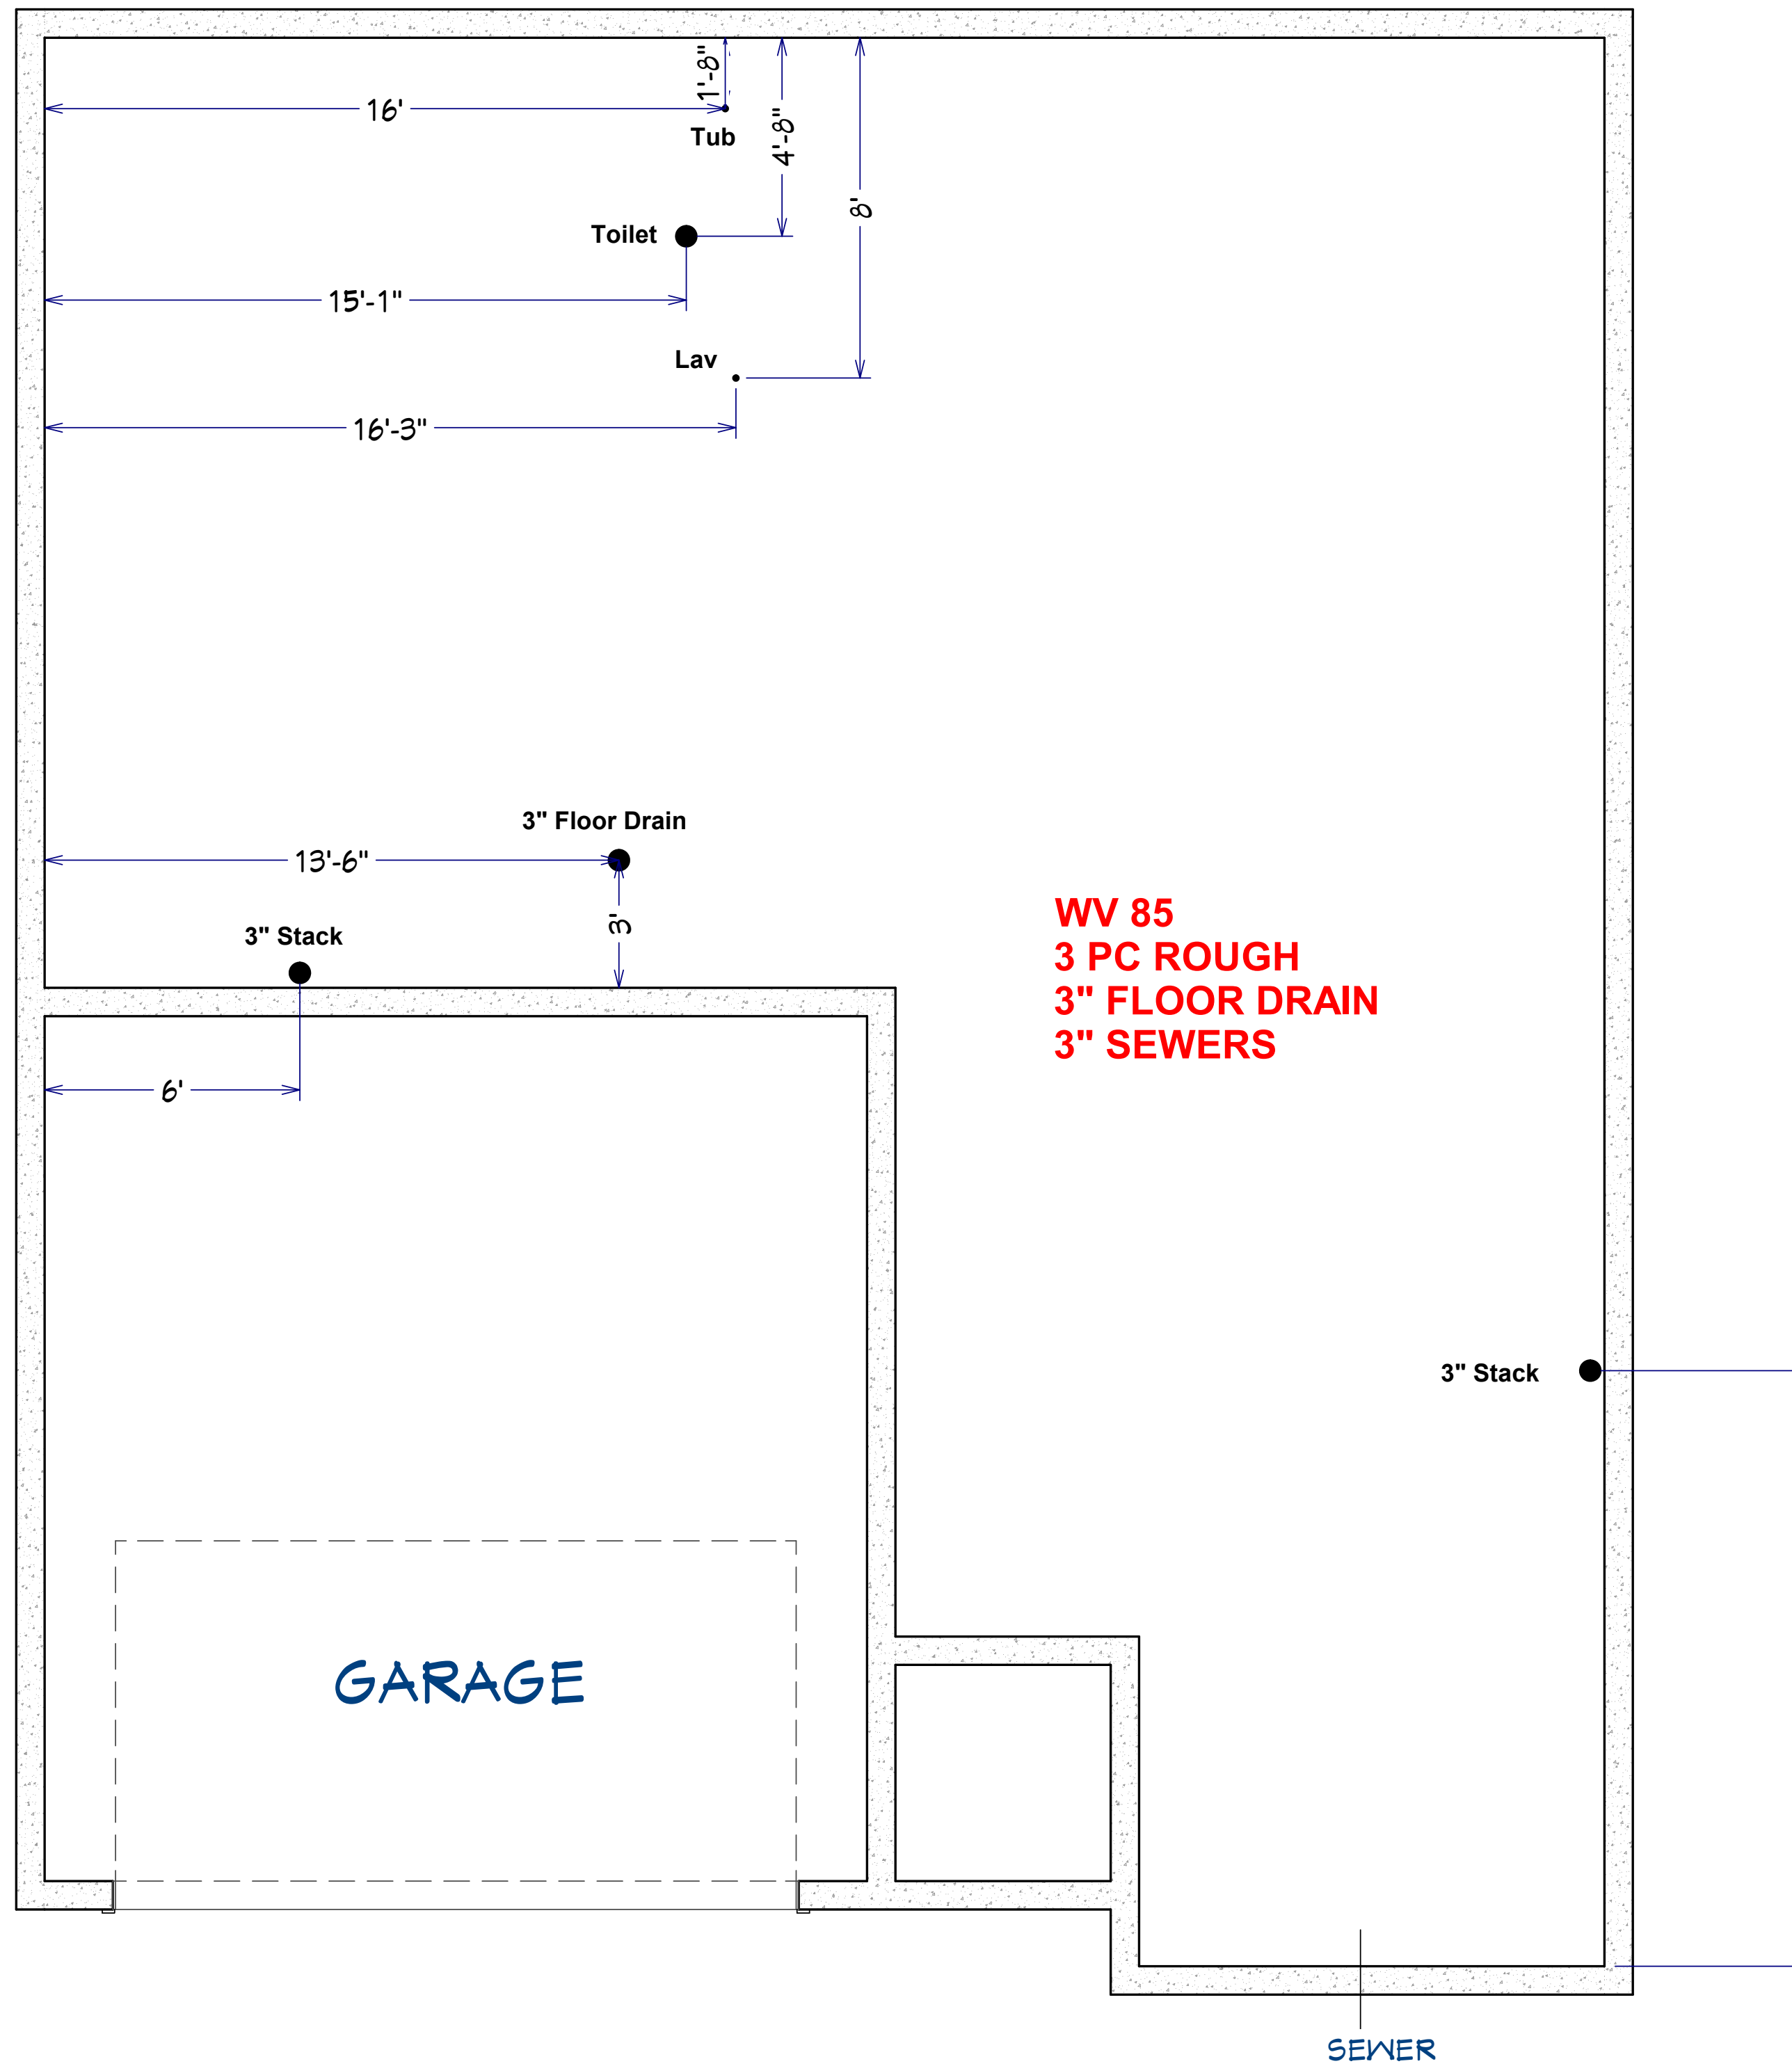 1'-8"
16'
Tub
4'-8"
8'
Toilet
15'-1"
Lav
16'-3"
3" Floor Drain
13'-6"
3'
3" Stack
6'
WV 85
3 PC ROUGH
3" FLOOR DRAIN
3" SEWERS
3" Stack
GARAGE
SEWER